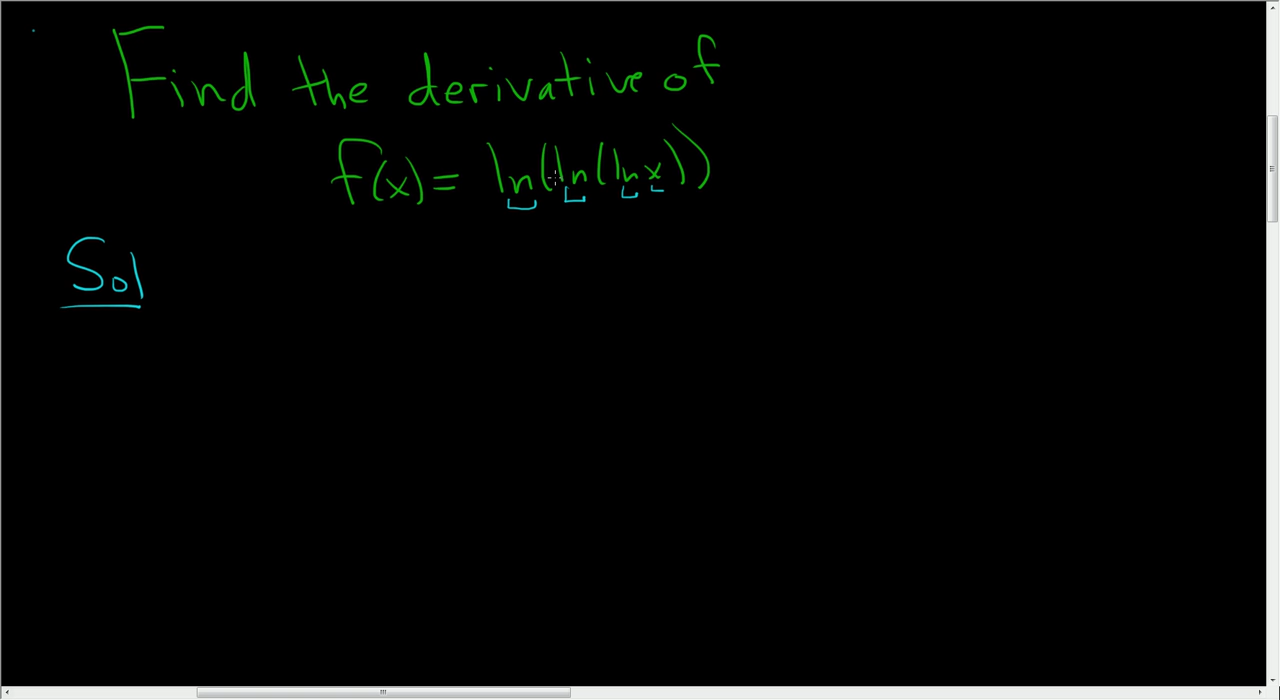 Find the derivative of
f(x) = ln(ln(ln x))
Sol